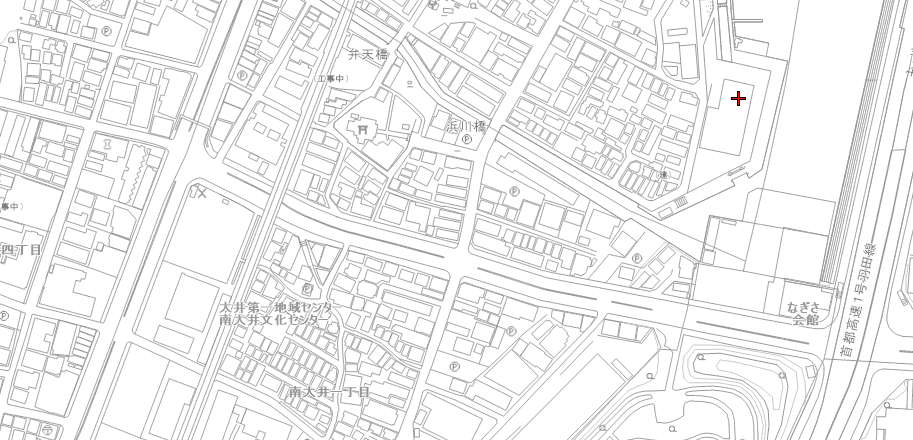 弁天橋
工事中）
浜川橋
（建）
事中）
四丁目
大井第一地域センター
南大井文化センター
南大井一丁目
なぎさ
会館
首都高速1号羽田線
P
P
P
P
P
P
P
P
P
P